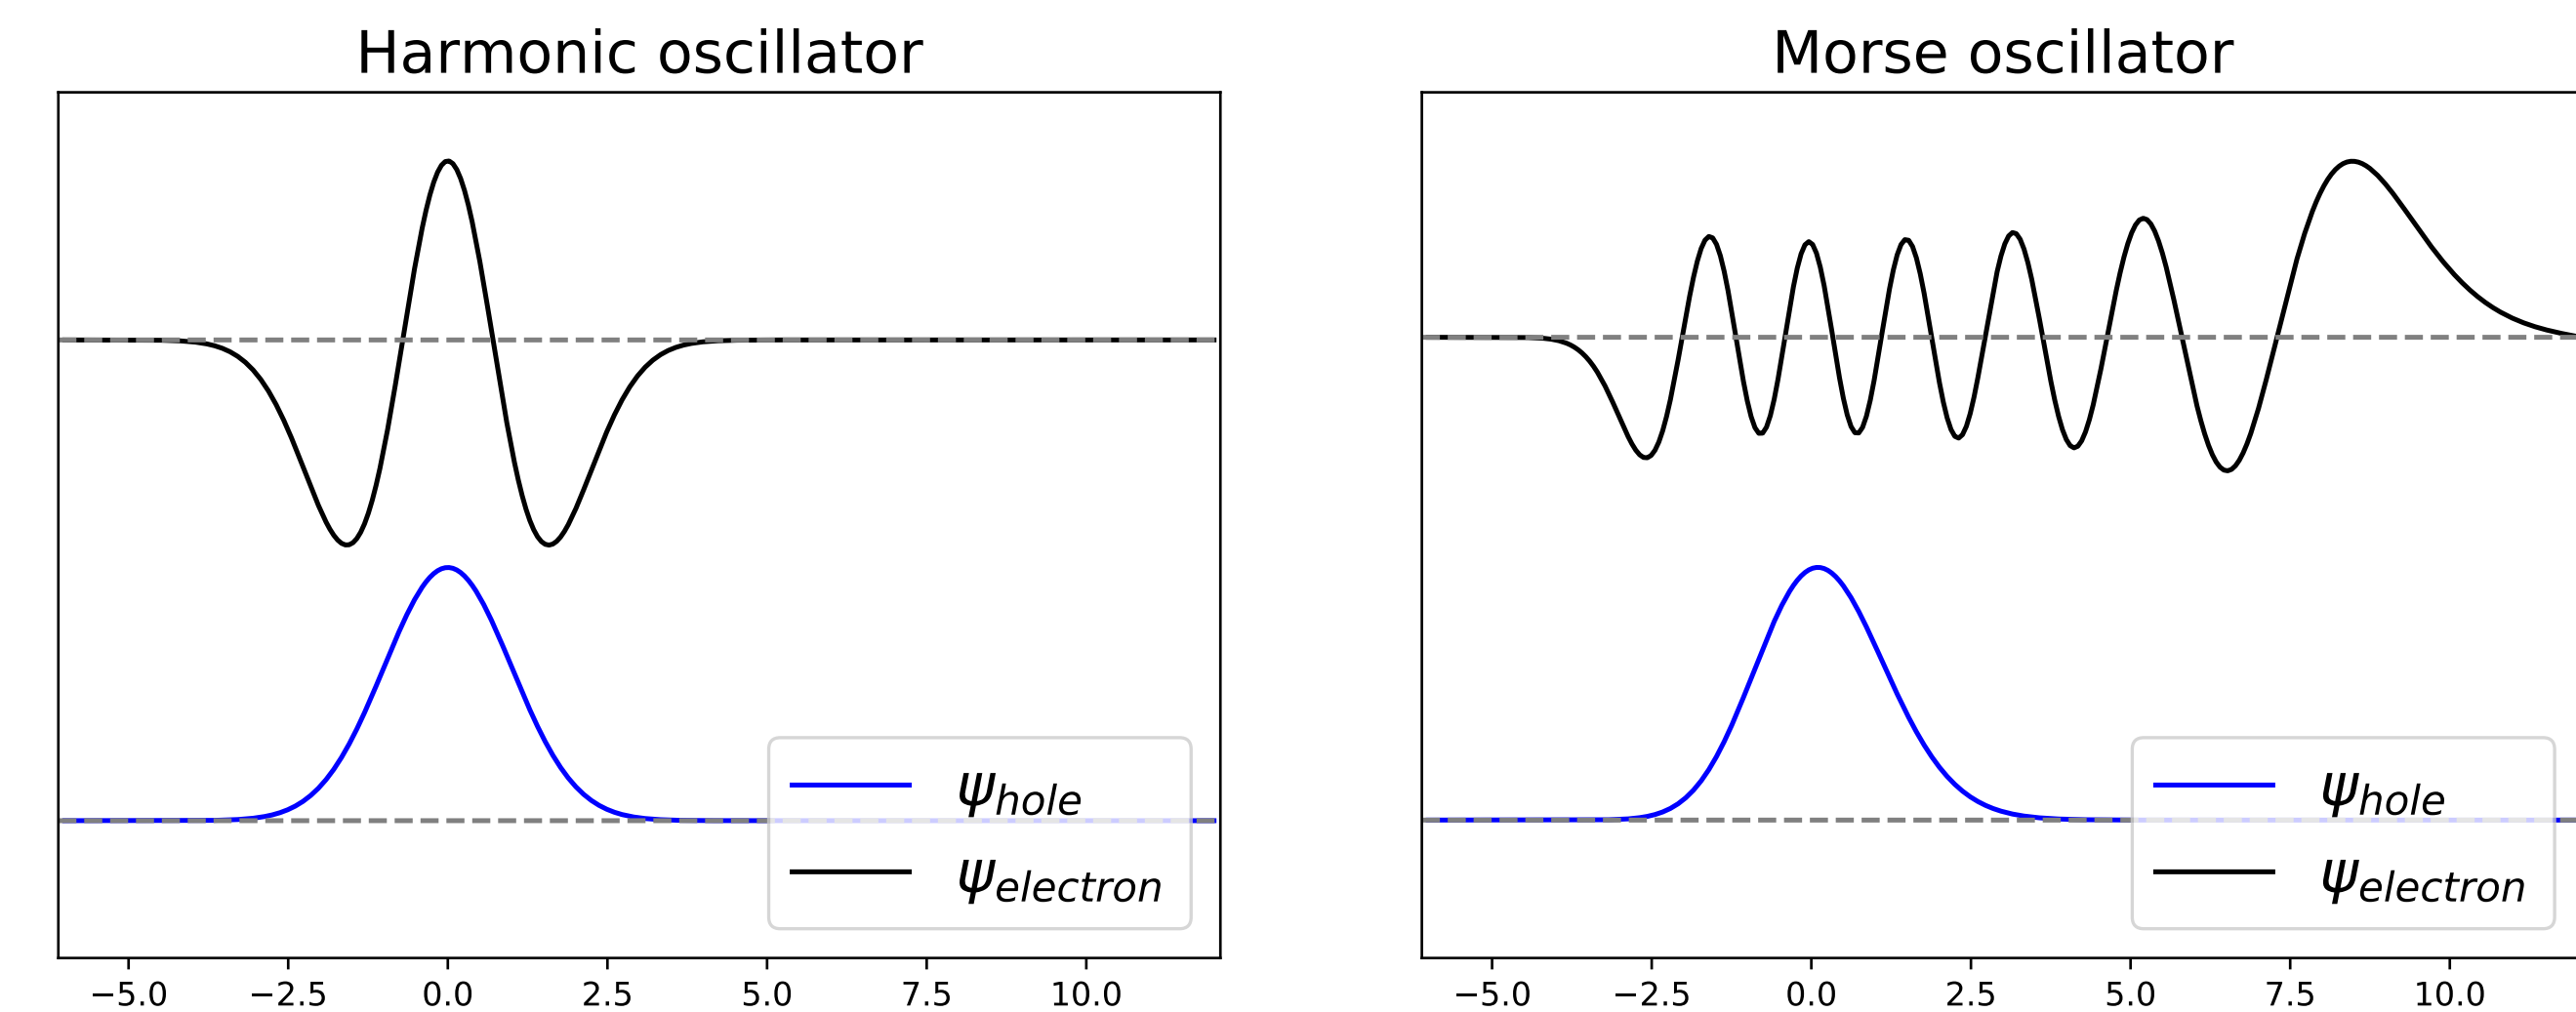 Harmonic oscillator
ψhole
ψelectron
−5.0 −2.5 0.0 2.5 5.0 7.5 10.0
Morse oscillator
ψhole
ψelectron
−5.0 −2.5 0.0 2.5 5.0 7.5 10.0